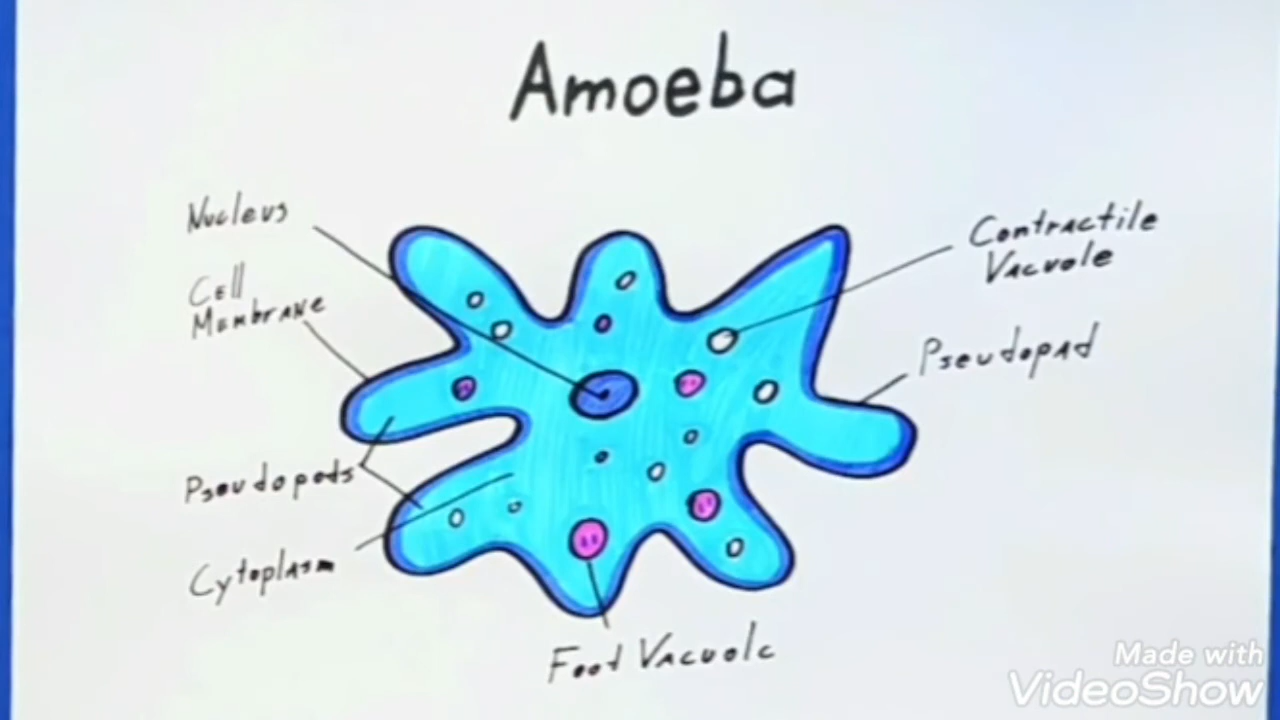 Amoeba
Nucleus
Cell
Membrane
Pseudopods
Cytoplasm
Contractile
Vacuole
Pseudopod
Food Vacuole
Made with
VideoShow